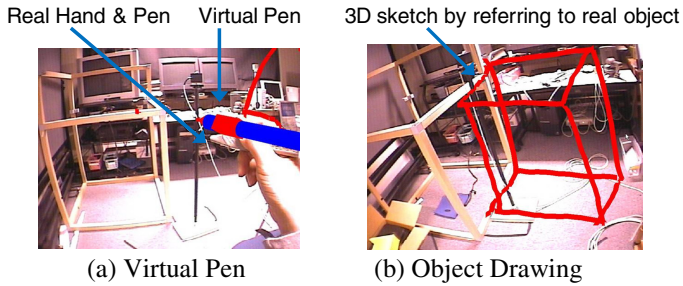 Real Hand & Pen
Virtual Pen
3D sketch by referring to real object
(a) Virtual Pen
(b) Object Drawing